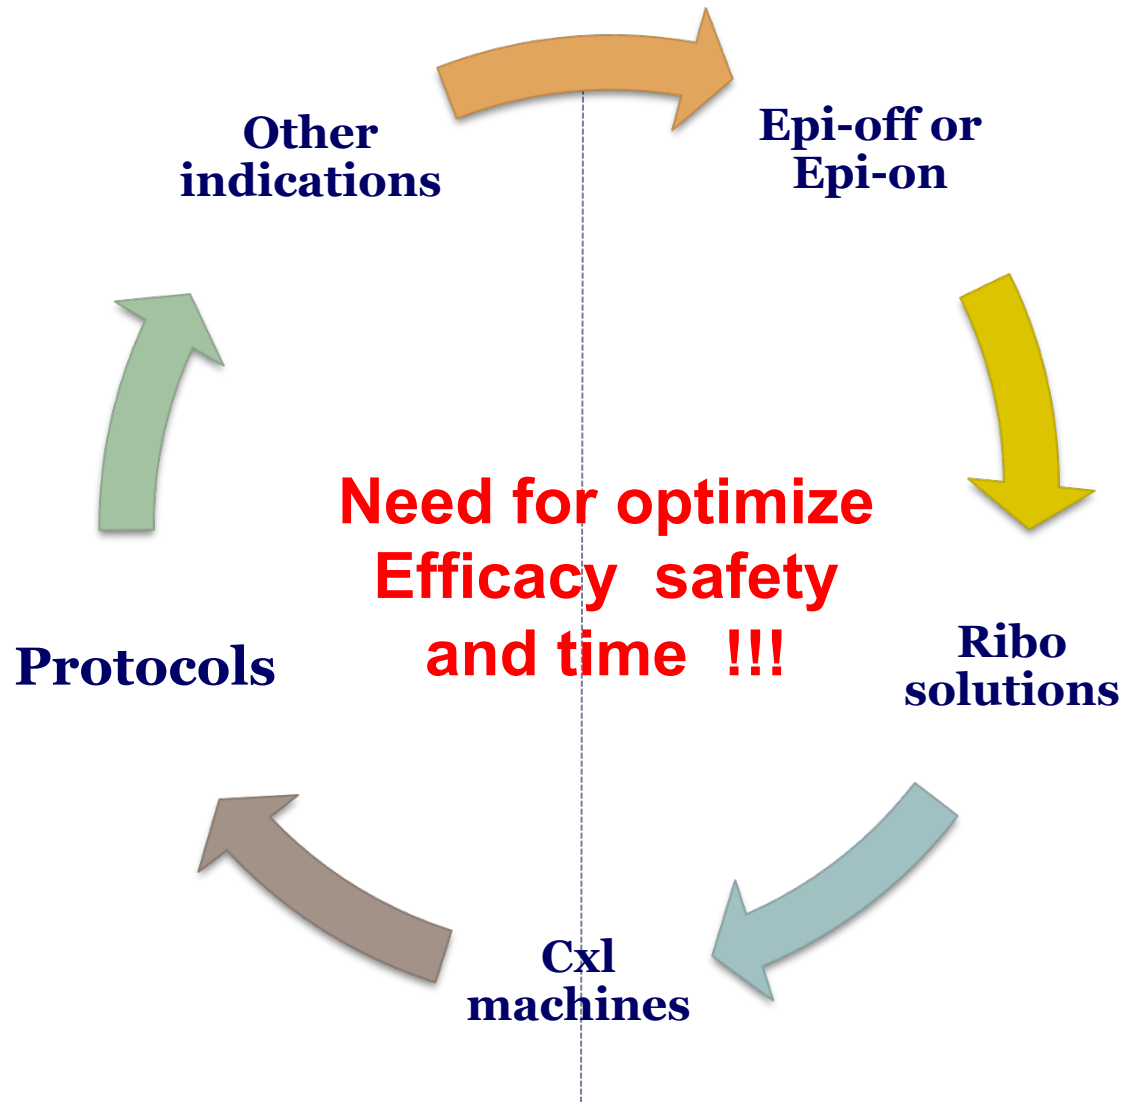 Other
indications
Epi-off or
Epi-on
Need for optimize
Efficacy  safety
and time  !!!
Protocols
Ribo
solutions
Cxl
machines